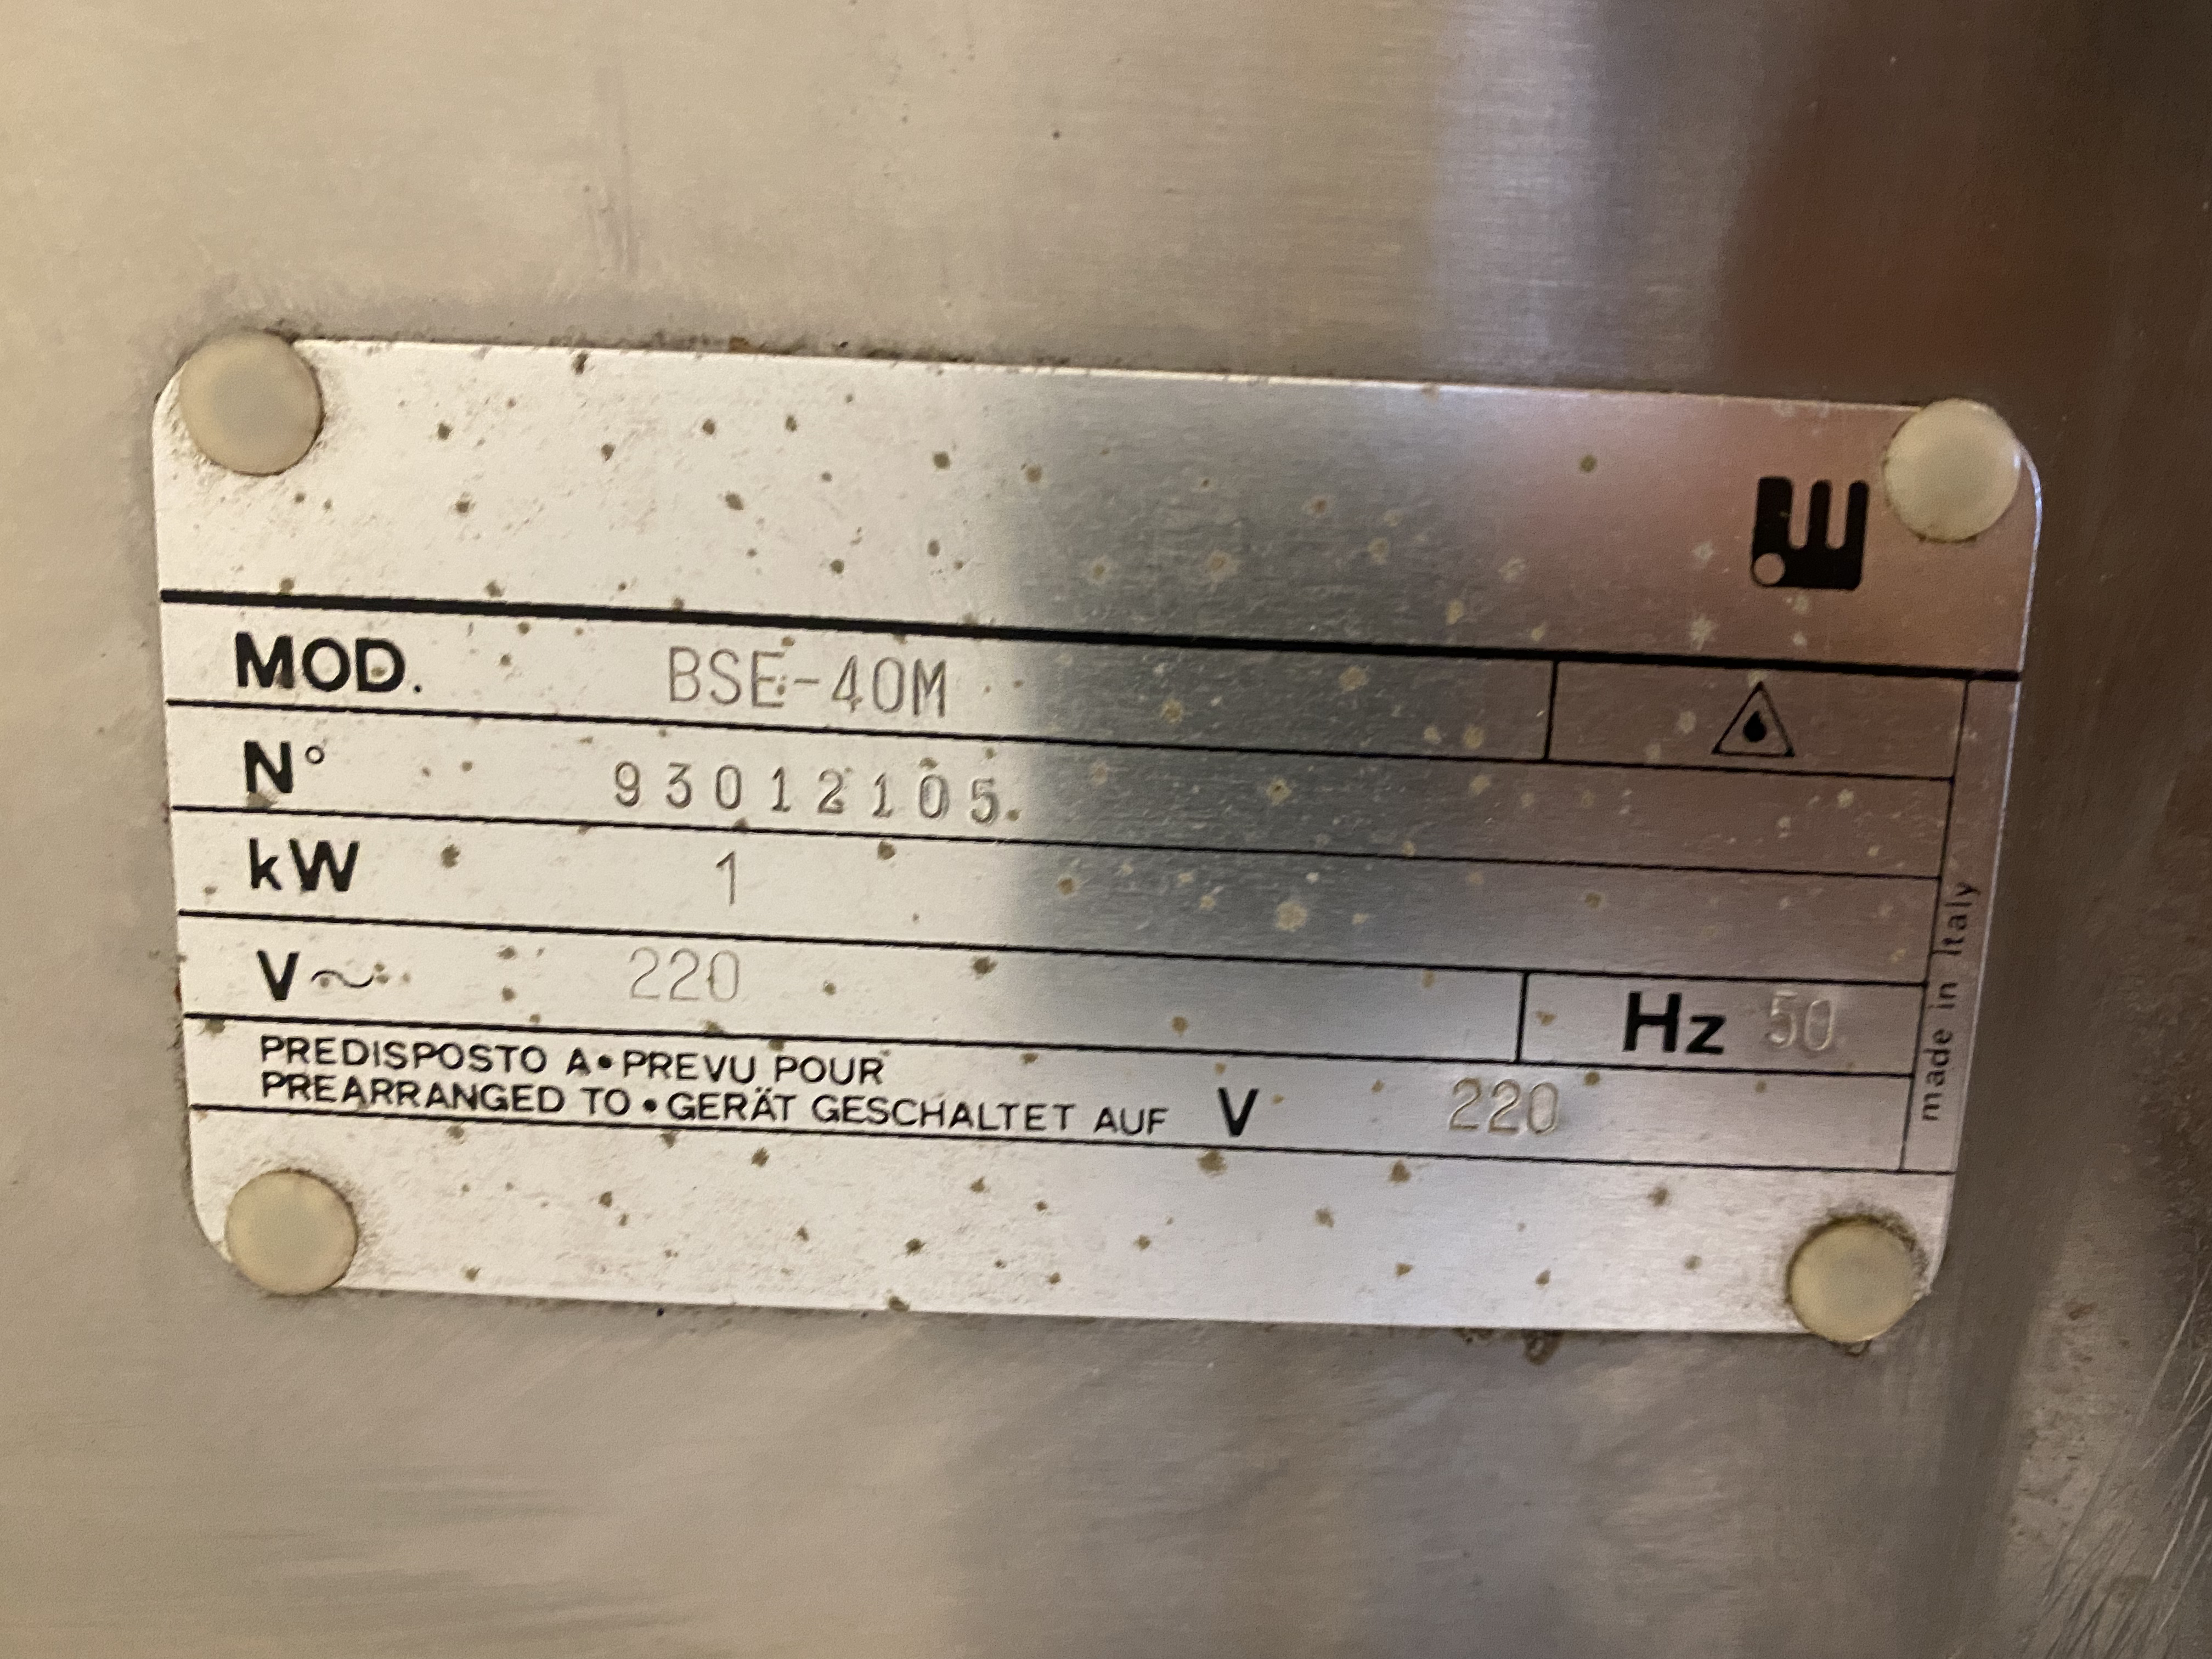 MOD. BSE-40M
N° 93012105
kW 1
V~ 220 Hz 50
PREDISPOSTO A•PREVU POUR
PREARRANGED TO•GERÄT GESCHALTET AUF V 220
made in Italy